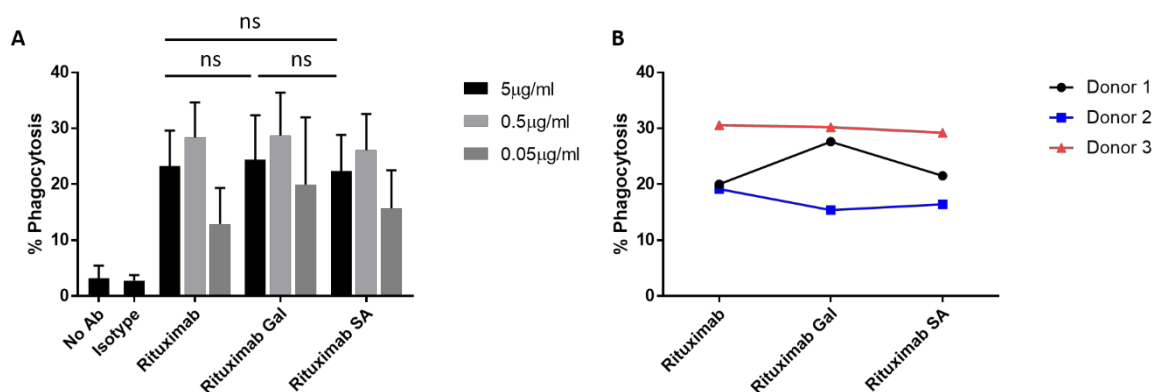 A
ns
ns
ns
% Phagocytosis
40
30
20
10
0
No Ab
Isotype
Rituximab
Rituximab Gal
Rituximab SA
5µg/ml
0.5µg/ml
0.05µg/ml
B
% Phagocytosis
40
30
20
10
0
Rituximab
Rituximab Gal
Rituximab SA
Donor 1
Donor 2
Donor 3